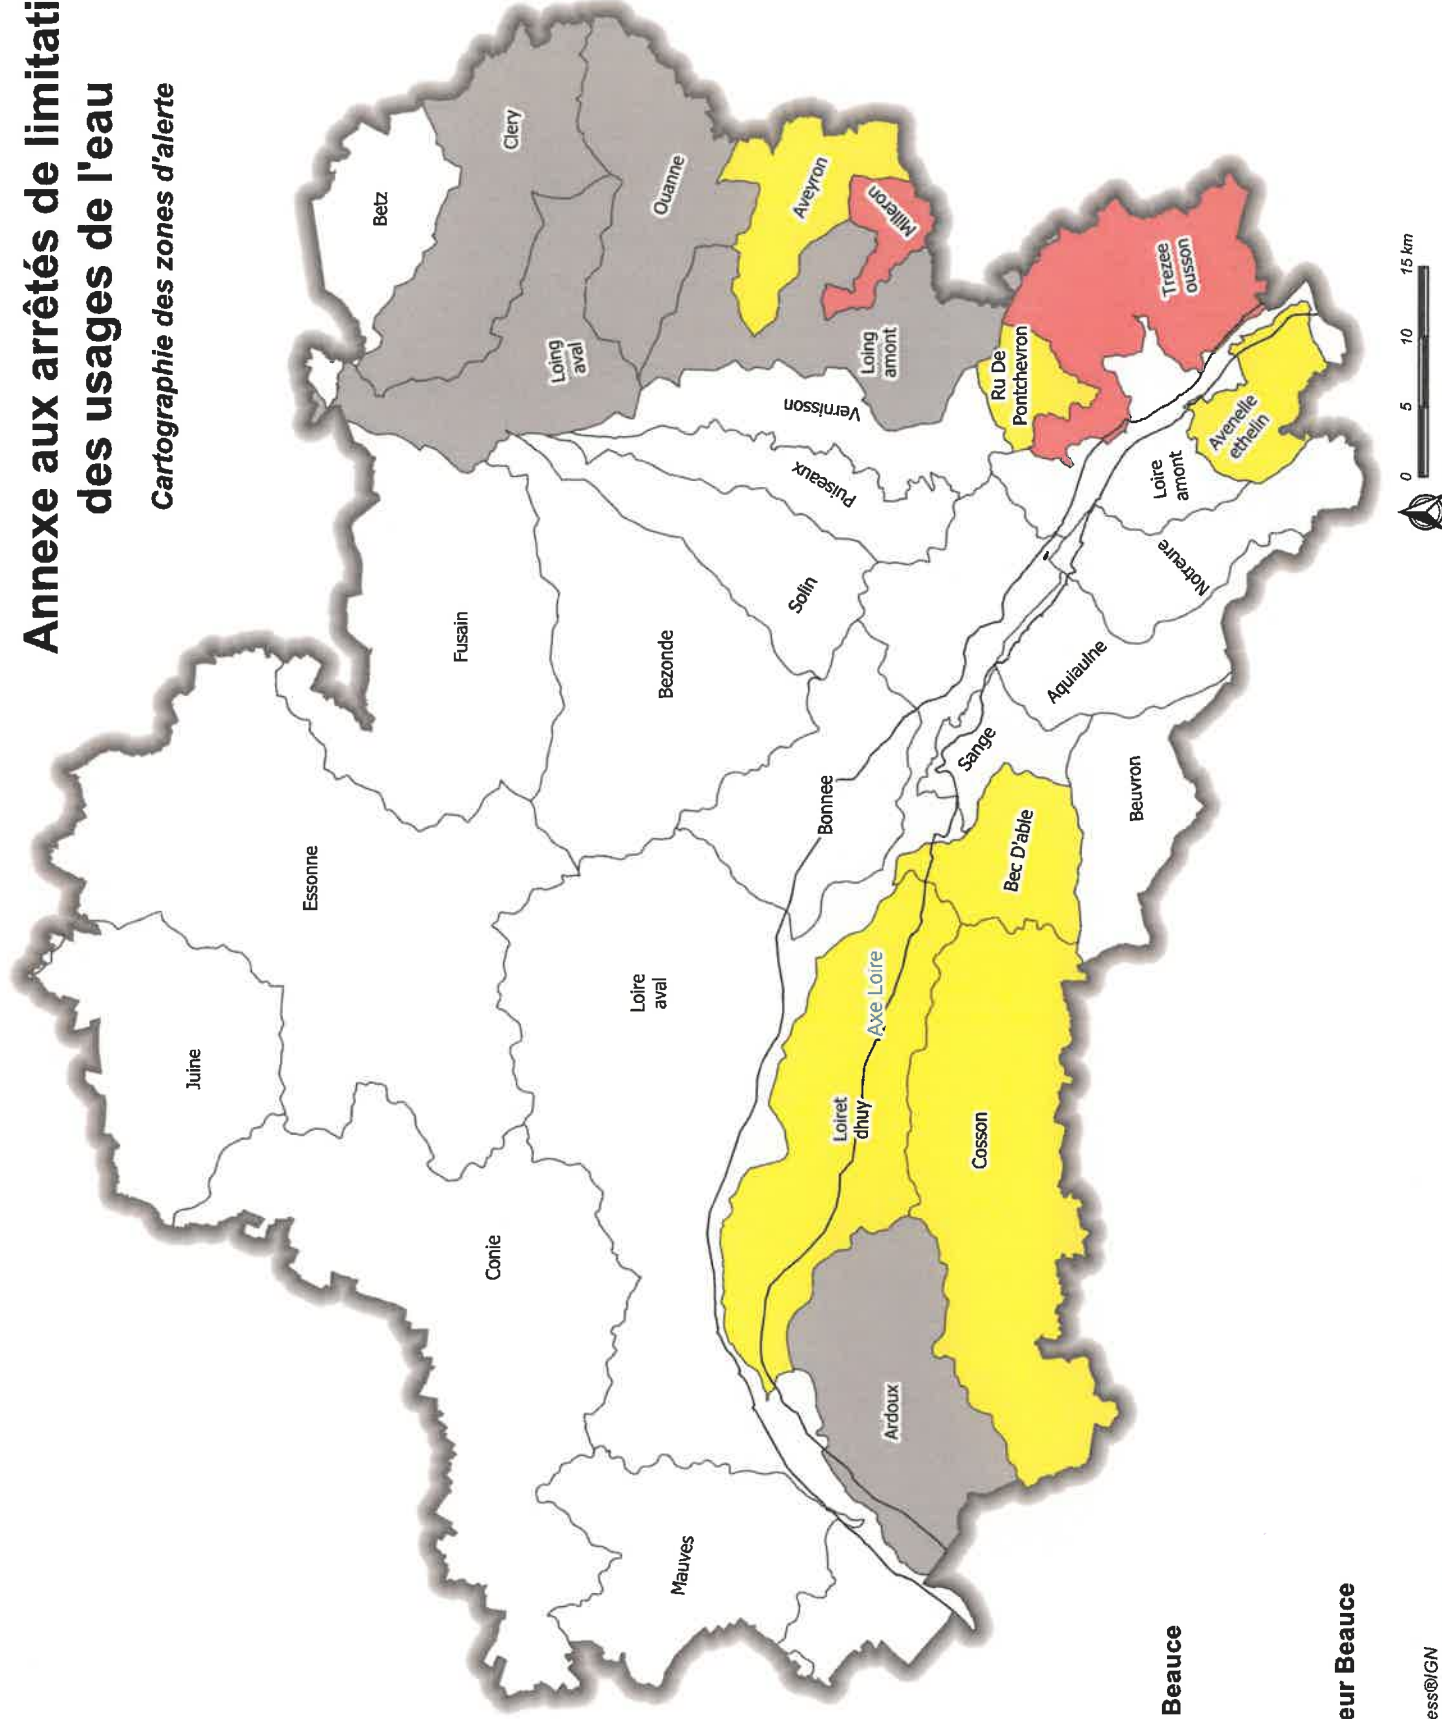 Annexe aux arrêtés de limitati
des usages de l'eau
Cartographie des zones d'alerte
Betz
Clery
Ouanne
Aveyron
Milleron
Loing
aval
Loing
amont
Vernisson
Puiseaux
Ru De
Pontchevron
Trezee
ousson
Avenelle
ethelin
Loire
amont
Notreure
Aquiaulne
Solin
Fusain
Bezonde
Bonnee
Sange
Beuvron
Bec D'able
Essonne
Juine
Loire
aval
Axe Loire
Loiret
dhuy
Cosson
Conie
Ardoux
Mauves
0 5 10 15 km
Beauce
eur Beauce
ess®IGN